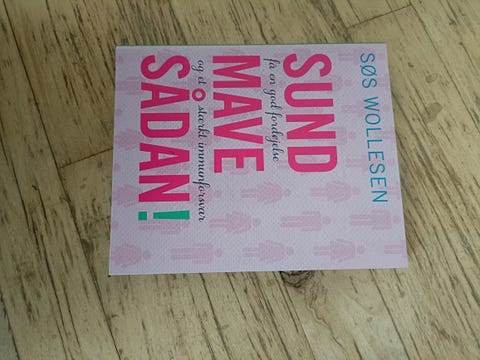 SØS WOLLESEN
SUND
få en god fordøjelse
MAVE
og et stærkt immunforsvar
SÅDAN!